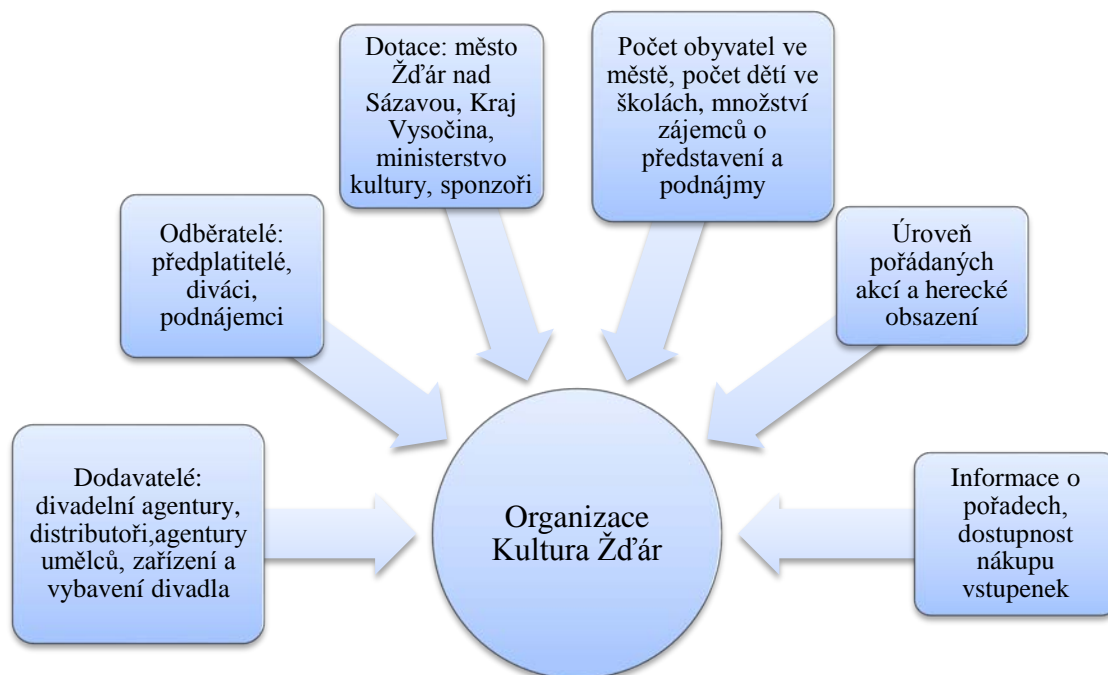 Dotace: město
Žďár nad
Sázavou, Kraj
Vysočina,
ministerstvo
kultury, sponzoři
Počet obyvatel ve
městě, počet dětí ve
školách, množství
zájemců o
představení a
podnájmy
Odběratelé:
předplatitelé,
diváci,
podnájemci
Úroveň
pořádaných
akcí a herecké
obsazení
Dodavatelé:
divadelní agentury,
distributoři,agentury
umělců, zařízení a
vybavení divadla
Organizace
Kultura Žďár
Informace o
pořadech,
dostupnost
nákupu
vstupenek